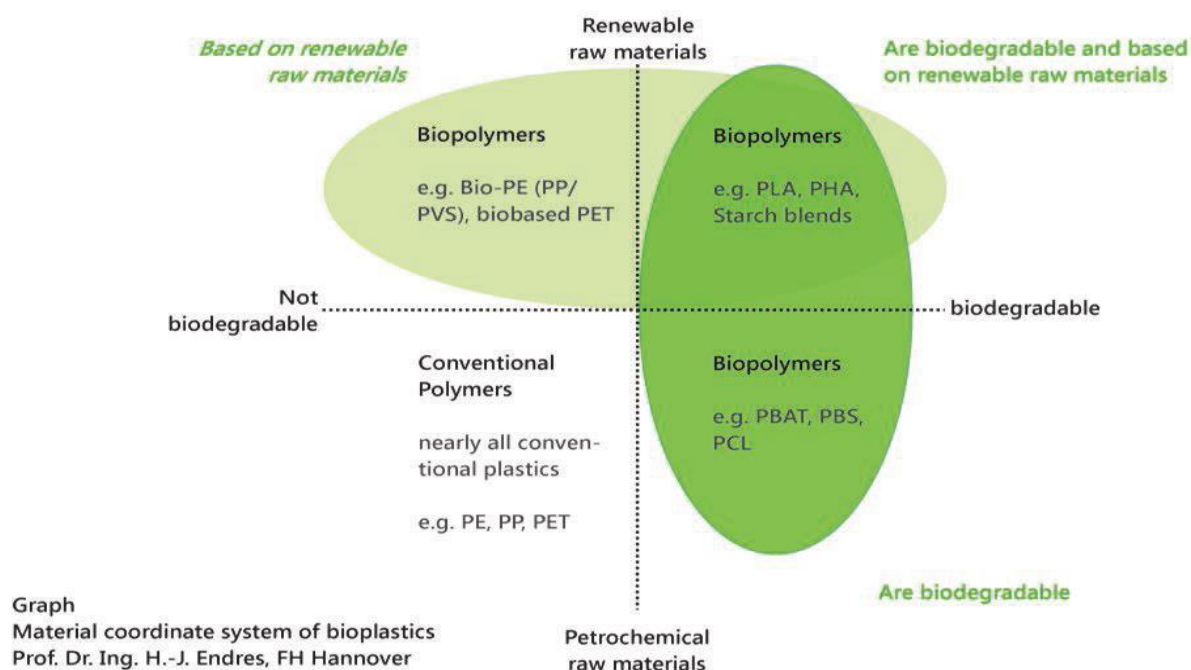 Renewable
raw materials
Based on renewable
raw materials
Are biodegradable and based
on renewable raw materials
Biopolymers
e.g. Bio-PE (PP/
PVS), biobased PET
Biopolymers
e.g. PLA, PHA,
Starch blends
Not
biodegradable
biodegradable
Conventional
Polymers
nearly all conven-
tional plastics
e.g. PE, PP, PET
Biopolymers
e.g. PBAT, PBS,
PCL
Are biodegradable
Graph
Material coordinate system of bioplastics
Prof. Dr. Ing. H.-J. Endres, FH Hannover
Petrochemical
raw materials